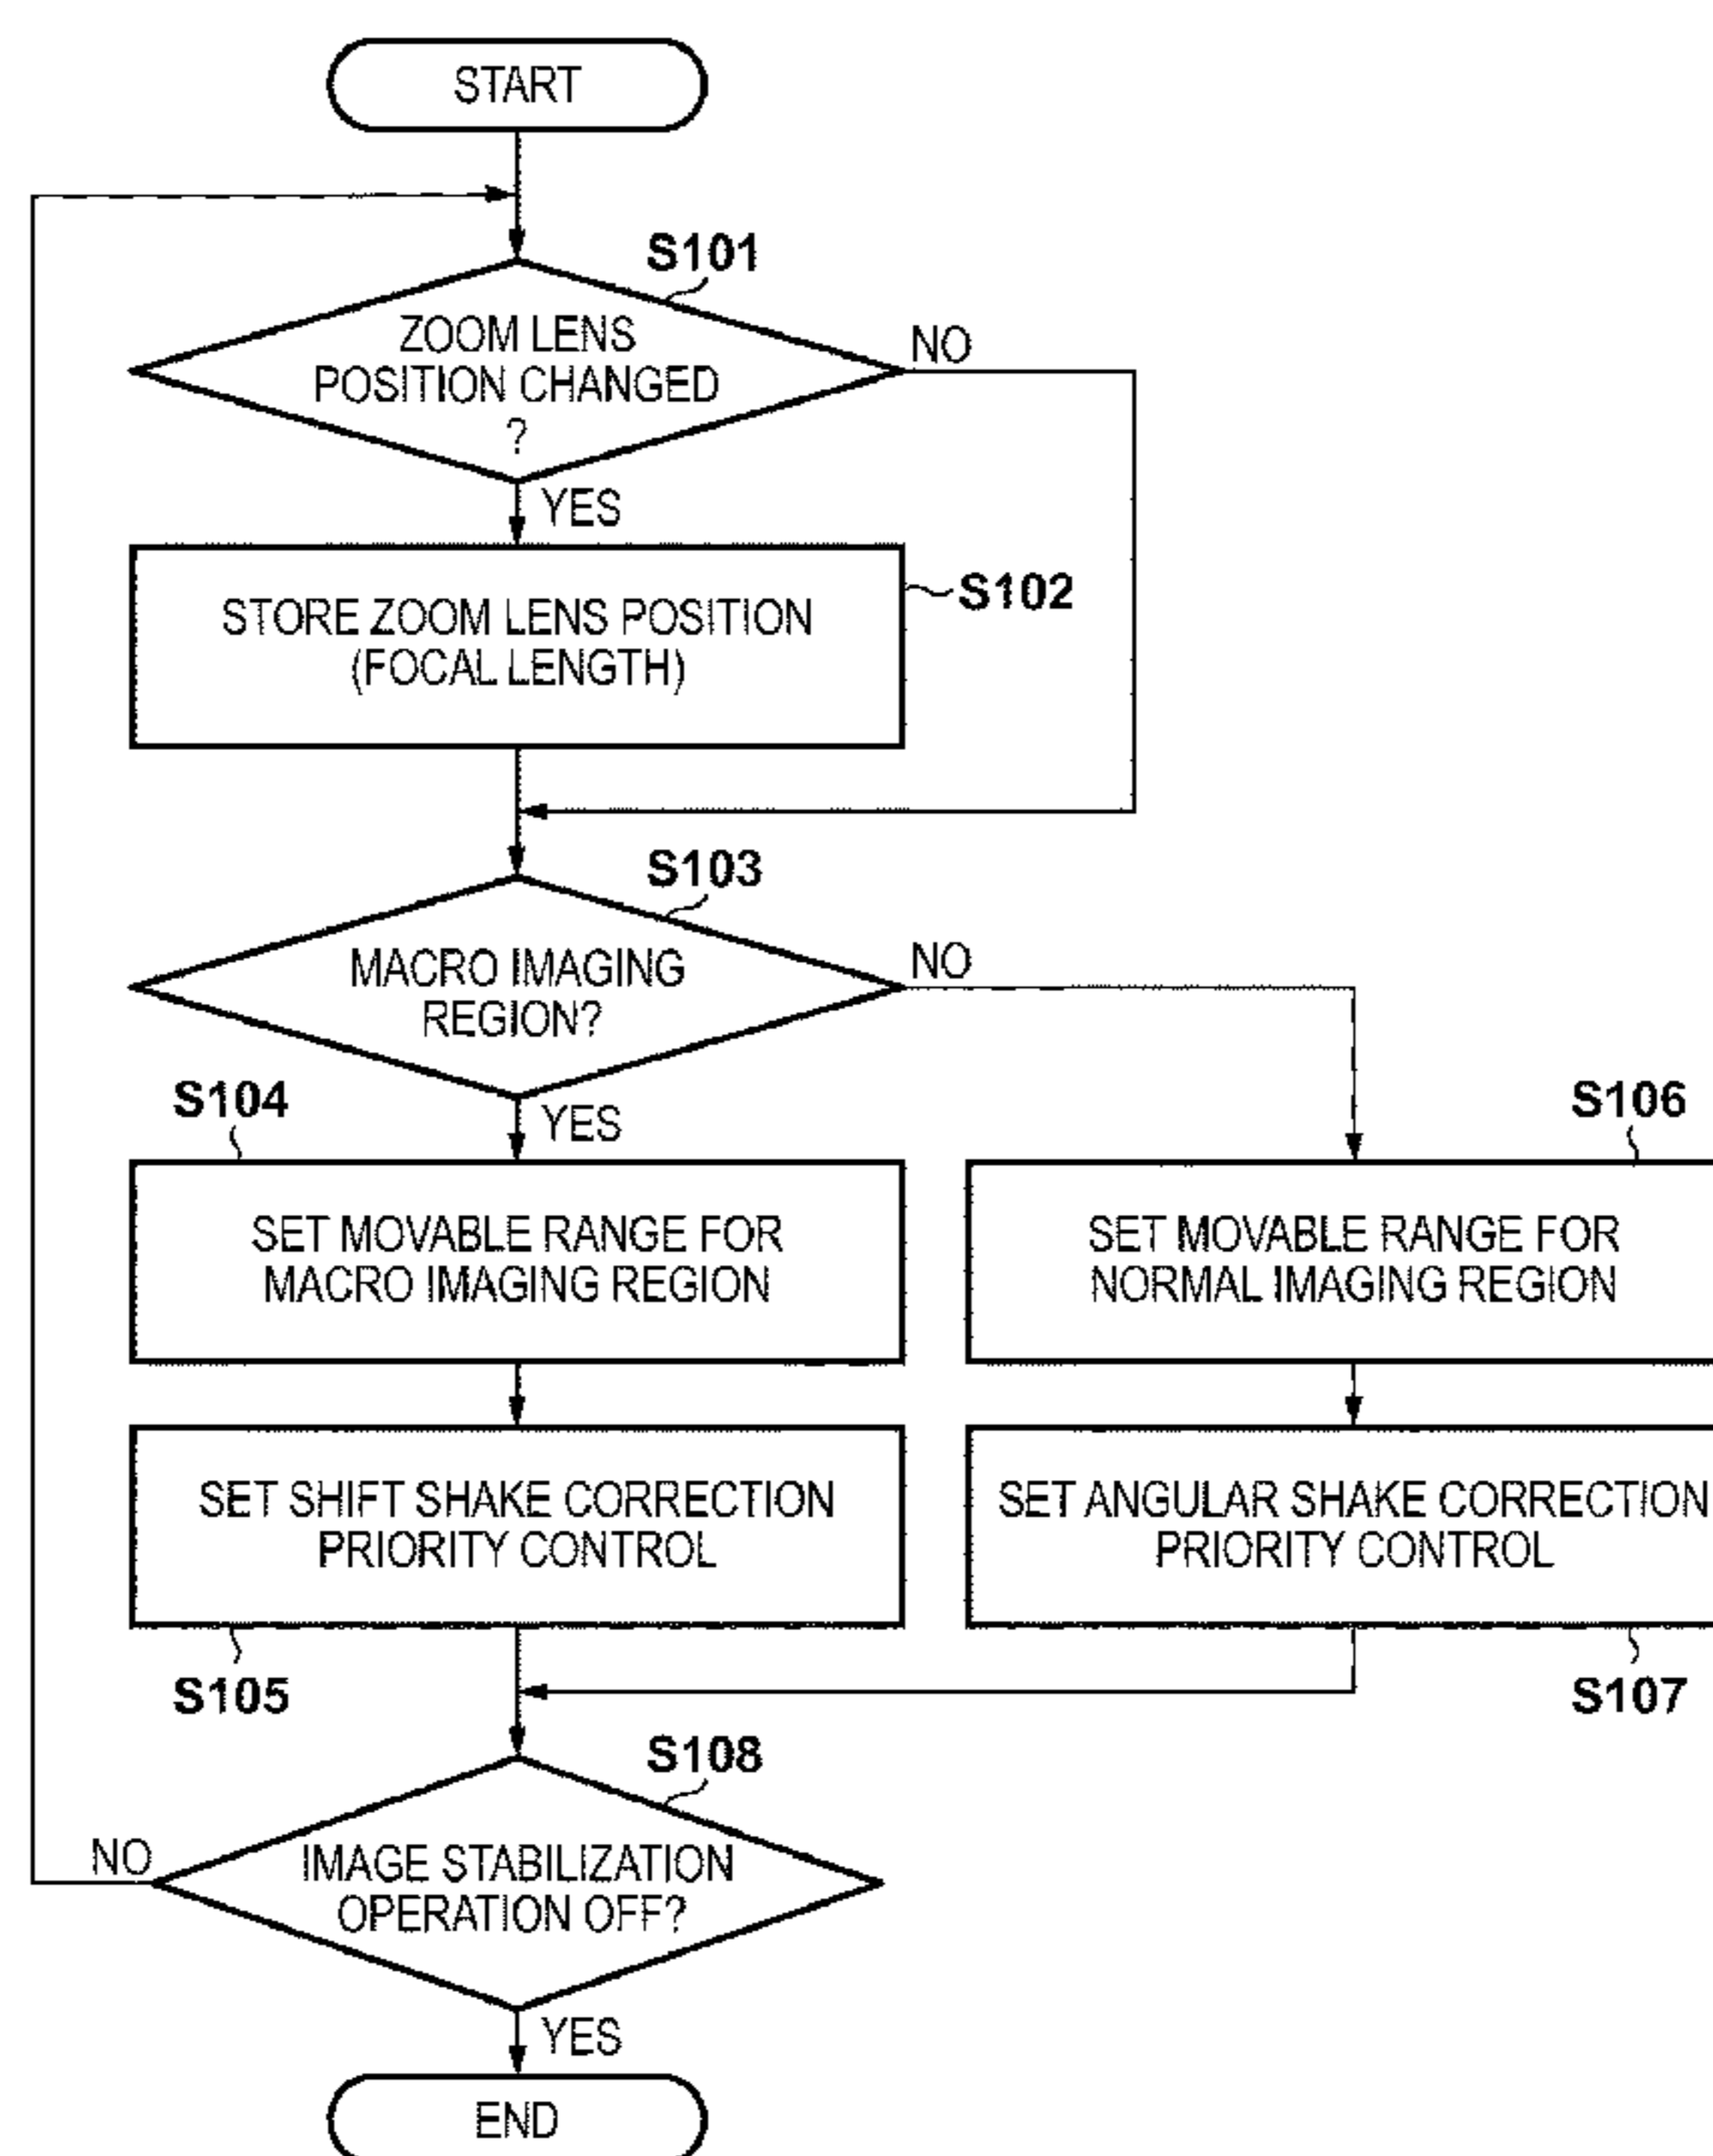 START
S101
ZOOM LENS
POSITION CHANGED
?
NO
YES
STORE ZOOM LENS POSITION
(FOCAL LENGTH)
S102
S103
MACRO IMAGING
REGION?
NO
YES
S104
S106
SET MOVABLE RANGE FOR
MACRO IMAGING REGION
SET MOVABLE RANGE FOR
NORMAL IMAGING REGION
SET SHIFT SHAKE CORRECTION
PRIORITY CONTROL
SET ANGULAR SHAKE CORRECTION
PRIORITY CONTROL
S105
S107
S108
IMAGE STABILIZATION
OPERATION OFF?
NO
YES
END